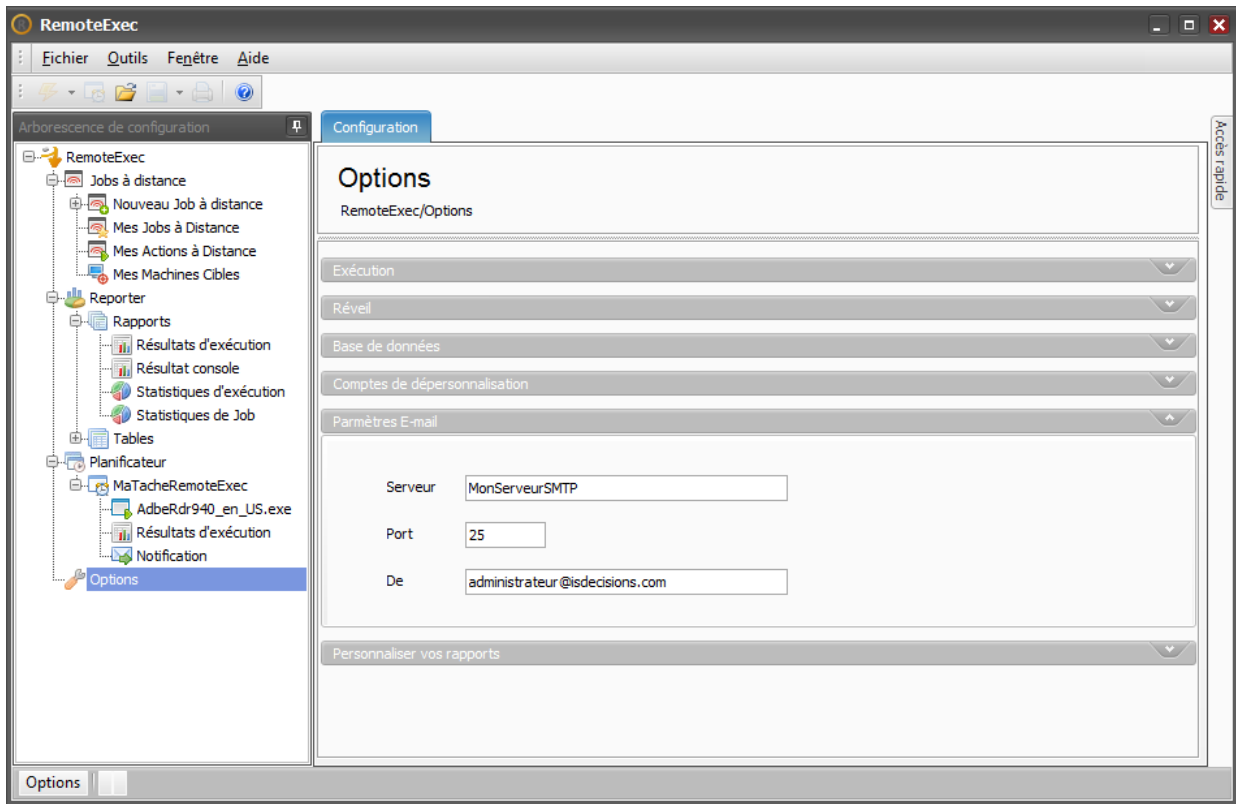 RemoteExec
Fichier Outils Fenêtre Aide
Arborescence de configuration
RemoteExec
Jobs à distance
Nouveau Job à distance
Mes Jobs à Distance
Mes Actions à Distance
Mes Machines Cibles
Reporter
Rapports
Résultats d'exécution
Résultat console
Statistiques d'exécution
Statistiques de Job
Tables
Planificateur
MaTacheRemoteExec
AdbeRdr940_en_US.exe
Résultats d'exécution
Notification
Options
Configuration
Options
RemoteExec/Options
Exécution
Réveil
Base de données
Comptes de dépersonnalisation
Parmètres E-mail
Serveur MonServeurSMTP
Port 25
De administrateur@isdecisions.com
Personnaliser vos rapports
Accès rapide
Options